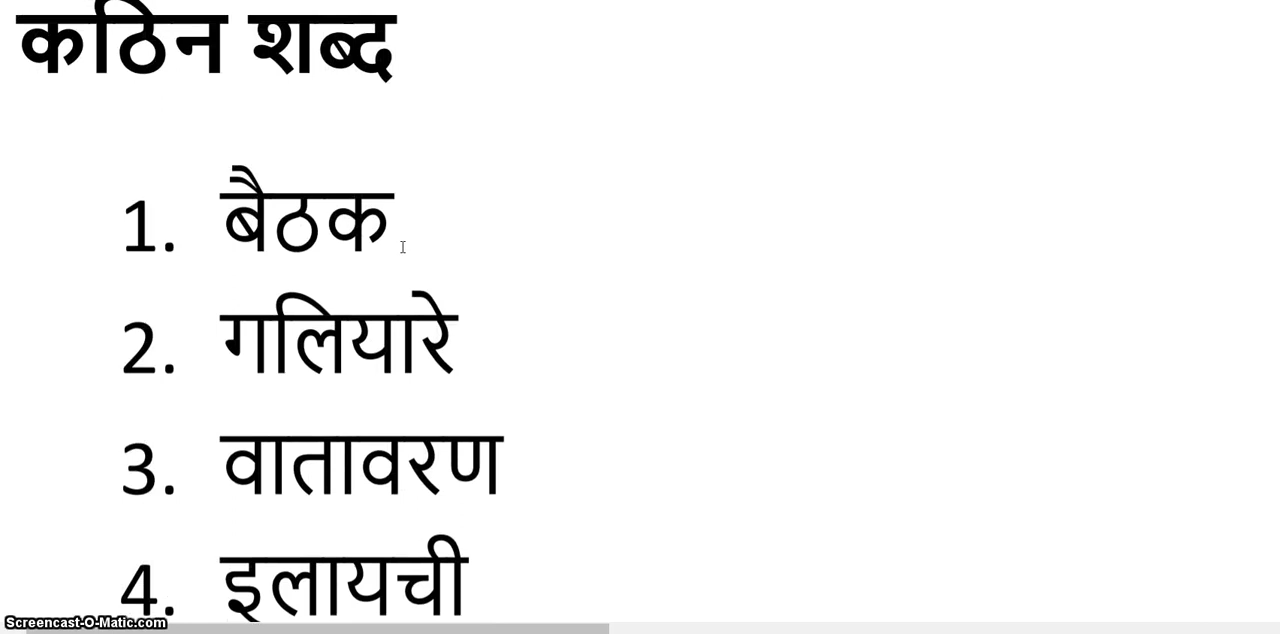 कठिन शब्द
1. बैठक
2. गलियारे
3. वातावरण
4. इलायची
Screencast-O-Matic.com